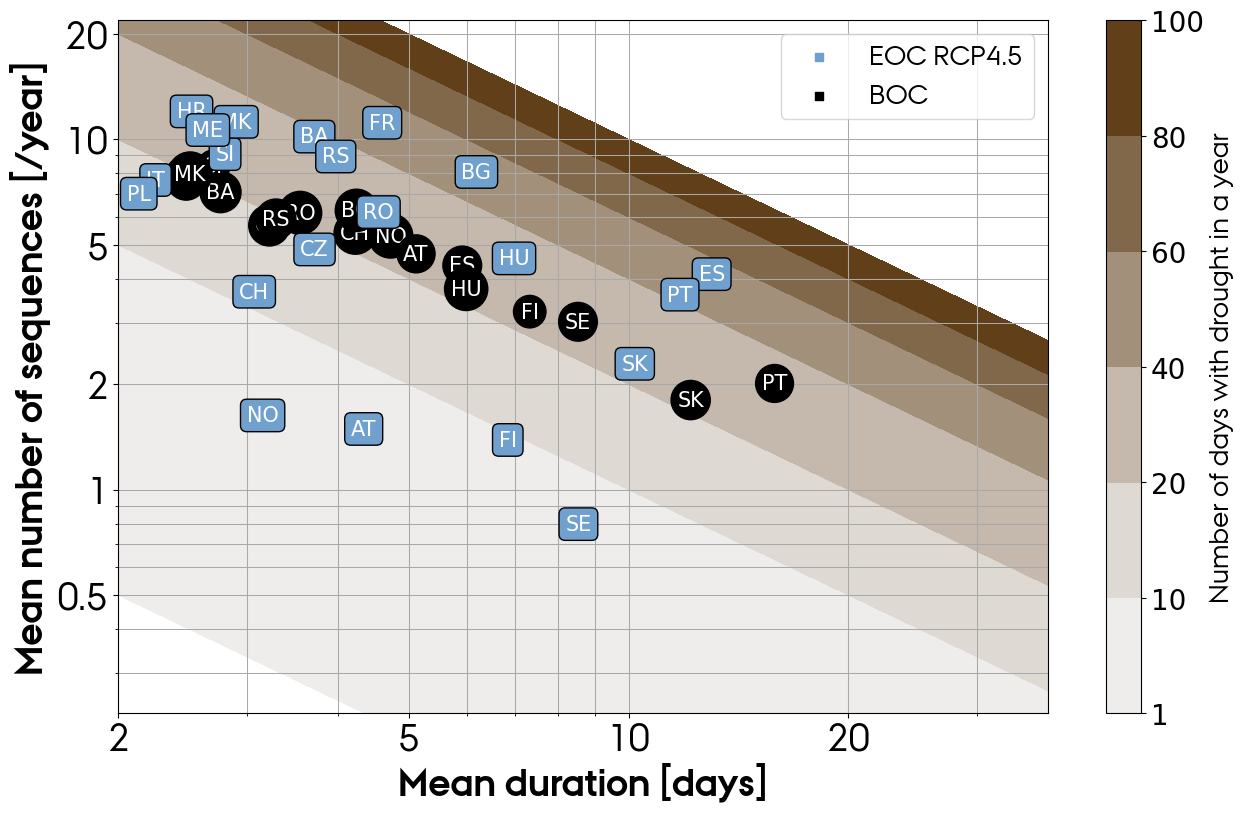 20
10
5
2
1
0.5
Mean number of sequences [/year]
EOC RCP4.5
BOC
HR
MK
ME
SI
BA
RS
FR
BG
IT
PL
MK
BA
RS
RO
RO
CH
NO
AT
ES
HU
CZ
CH
HU
FI
SE
ES
PT
SK
SK
PT
NO
AT
FI
SE
2
5
10
20
Mean duration [days]
100
80
60
40
20
10
1
Number of days with drought in a year